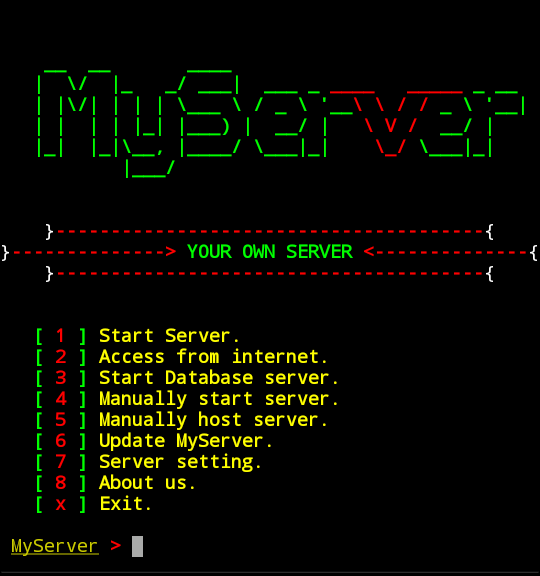 MyServer
}---------------------------------------{
}--------------> YOUR OWN SERVER <--------------{
}---------------------------------------{
[ 1 ] Start Server.
[ 2 ] Access from internet.
[ 3 ] Start Database server.
[ 4 ] Manually start server.
[ 5 ] Manually host server.
[ 6 ] Update MyServer.
[ 7 ] Server setting.
[ 8 ] About us.
[ x ] Exit.
MyServer >